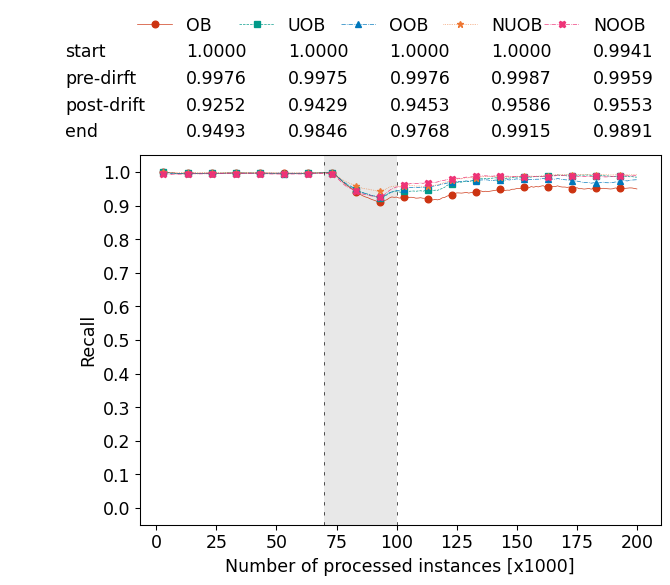 OB UOB OOB NUOB NOOB
start 1.0000 1.0000 1.0000 1.0000 0.9941
pre-dirft 0.9976 0.9975 0.9976 0.9987 0.9959
post-drift 0.9252 0.9429 0.9453 0.9586 0.9553
end 0.9493 0.9846 0.9768 0.9915 0.9891
1.0
0.9
0.8
0.7
0.6
0.5
0.4
0.3
0.2
0.1
0.0
Recall
0 25 50 75 100 125 150 175 200
Number of processed instances [x1000]